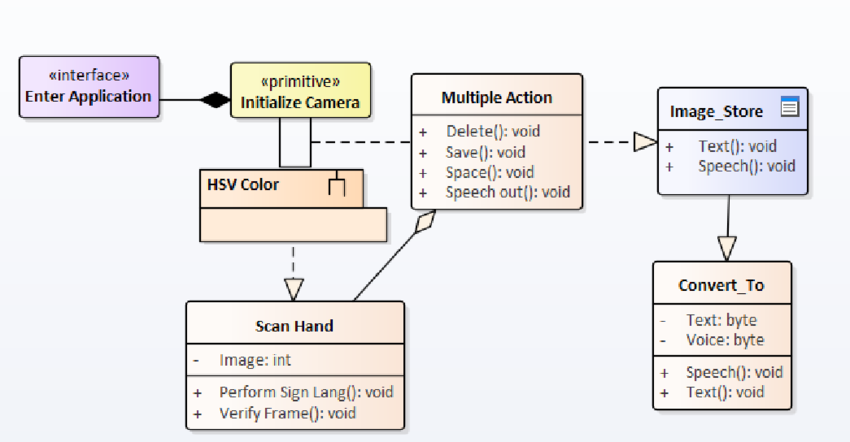 «interface»
Enter Application
«primitive»
Initialize Camera
HSV Color
Multiple Action
+ Delete(): void
+ Save(): void
+ Space(): void
+ Speech out(): void
Image_Store
+ Text(): void
+ Speech(): void
Scan Hand
- Image: int
+ Perform Sign Lang(): void
+ Verify Frame(): void
Convert_To
- Text: byte
- Voice: byte
+ Speech(): void
+ Text(): void